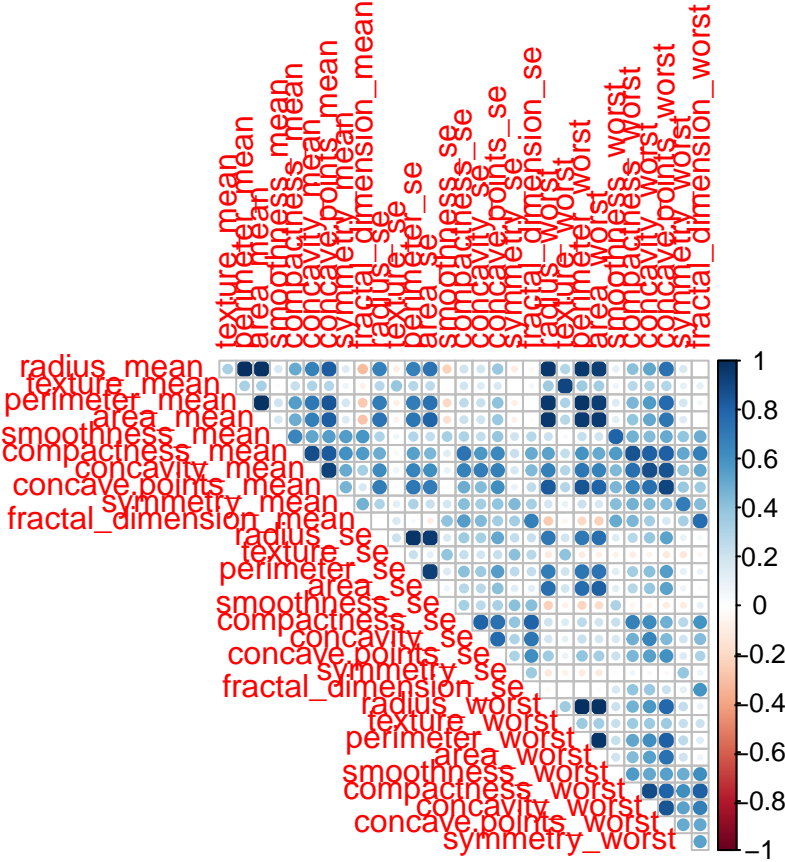 texture_mean
perimeter_mean
area_mean
smoothness_mean
compactness_mean
concavity_mean
concave.points_mean
symmetry_mean
fractal_dimension_mean
radius_se
texture_se
perimeter_se
area_se
smoothness_se
compactness_se
concavity_se
concave.points_se
symmetry_se
fractal_dimension_se
radius_worst
texture_worst
perimeter_worst
area_worst
smoothness_worst
compactness_worst
concavity_worst
concave.points_worst
symmetry_worst
fractal_dimension_worst
radius_mean
texture_mean
perimeter_mean
area_mean
smoothness_mean
compactness_mean
concavity_mean
concave.points_mean
symmetry_mean
fractal_dimension_mean
radius_se
texture_se
perimeter_se
area_se
smoothness_se
compactness_se
concavity_se
concave.points_se
symmetry_se
fractal_dimension_se
radius_worst
texture_worst
perimeter_worst
area_worst
smoothness_worst
compactness_worst
concavity_worst
concave.points_worst
symmetry_worst
1
0.8
0.6
0.4
0.2
0
−0.2
−0.4
−0.6
−0.8
−1